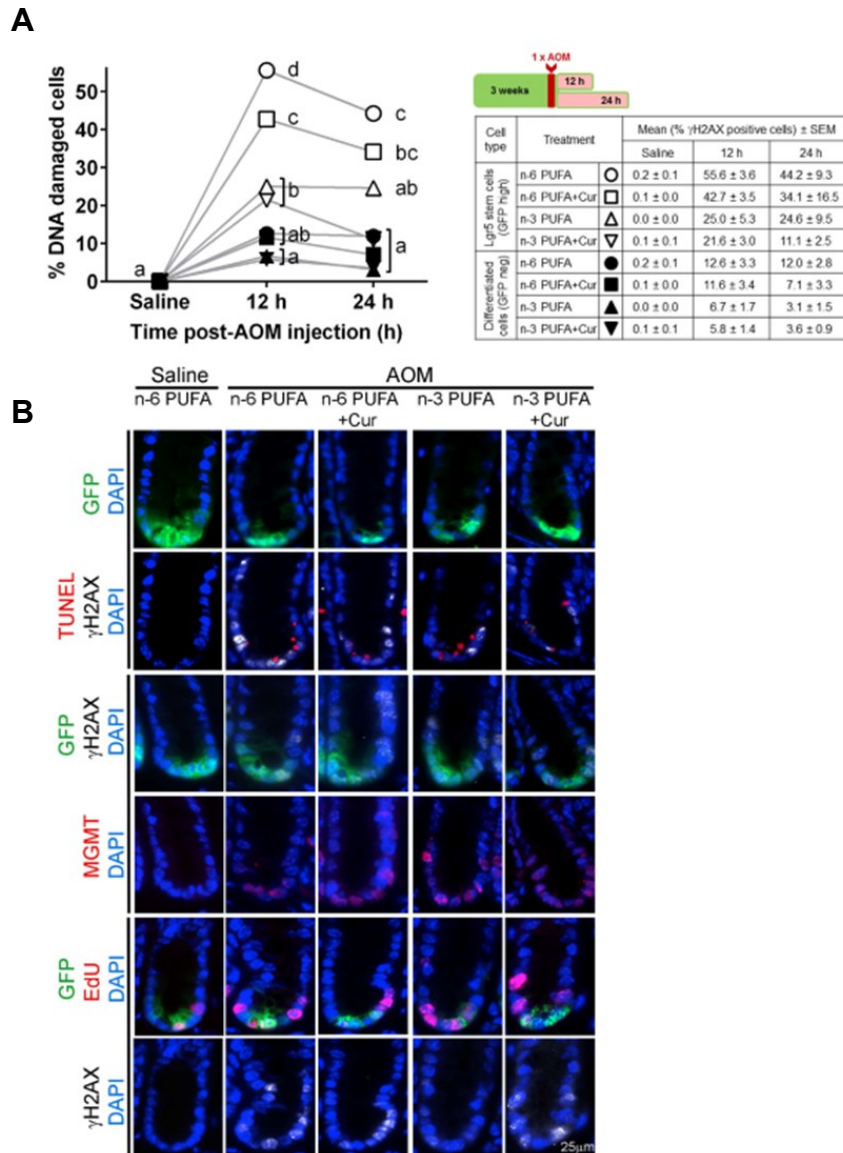 A
% DNA damaged cells
50
40
30
20
10
0
a
d
c
b
ab
a
c
bc
ab
a
Saline
12 h
24 h
Time post-AOM injection (h)
1 x AOM
3 weeks
12 h
24 h
Cell type
Treatment
Mean (% γH2AX positive cells) ± SEM
Saline 12 h 24 h
Lgr5 stem cells (GFP high)
n-6 PUFA 0.2 ± 0.1 55.6 ± 3.6 44.2 ± 9.3
n-6 PUFA+Cur 0.1 ± 0.0 42.7 ± 3.5 34.1 ± 16.5
n-3 PUFA 0.0 ± 0.0 25.0 ± 5.3 24.6 ± 9.5
n-3 PUFA+Cur 0.1 ± 0.1 21.6 ± 3.0 11.1 ± 2.5
Differentiated cells (GFP neg)
n-6 PUFA 0.2 ± 0.1 12.6 ± 3.3 12.0 ± 2.8
n-6 PUFA+Cur 0.1 ± 0.0 11.6 ± 3.4 7.1 ± 3.3
n-3 PUFA 0.0 ± 0.0 6.7 ± 1.7 3.1 ± 1.5
n-3 PUFA+Cur 0.1 ± 0.1 5.8 ± 1.4 3.6 ± 0.9
B
Saline
AOM
n-6 PUFA
n-6 PUFA
n-6 PUFA
+Cur
n-3 PUFA
n-3 PUFA
+Cur
GFP
DAPI
TUNEL
γH2AX
DAPI
GFP
γH2AX
DAPI
MGMT
DAPI
GFP
EdU
DAPI
γH2AX
DAPI
25µm